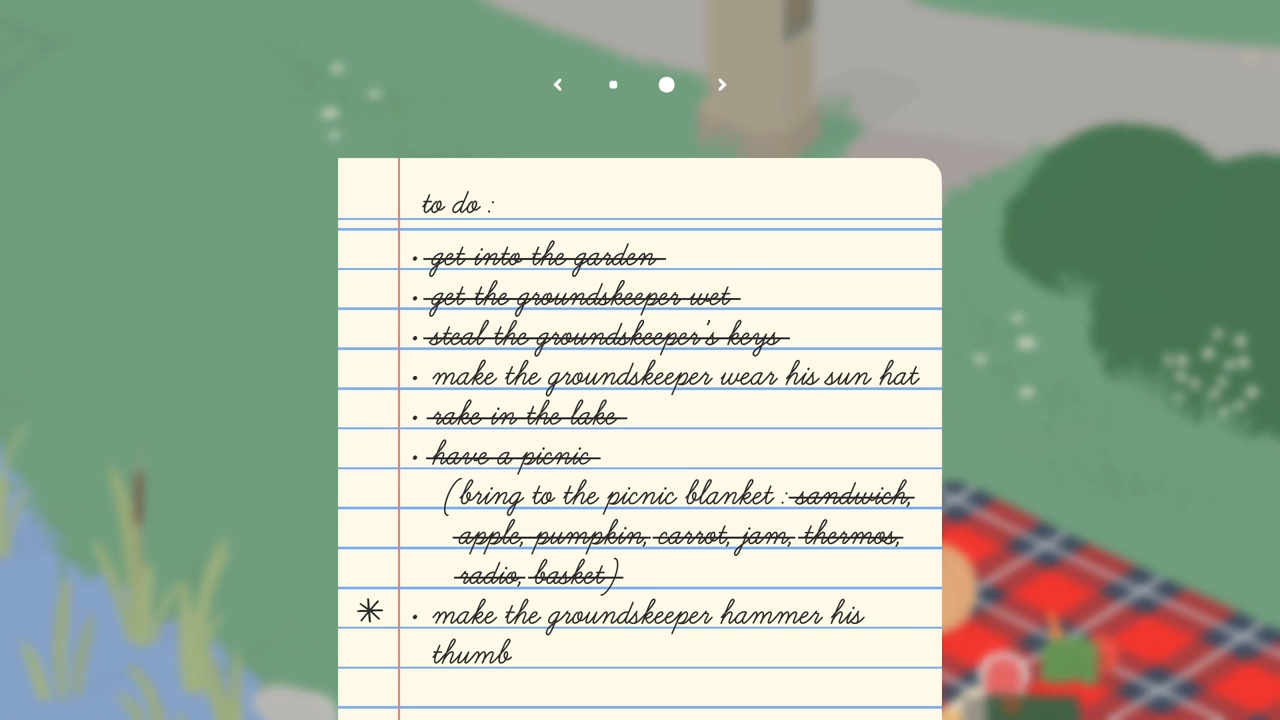 to do :
• get into the garden
• get the groundskeeper wet
• steal the groundskeeper's keys
• make the groundskeeper wear his sun hat
• rake in the lake
• have a picnic
(bring to the picnic blanket : sandwich,
apple, pumpkin, carrot, jam, thermos,
radio, basket)
• make the groundskeeper hammer his
thumb